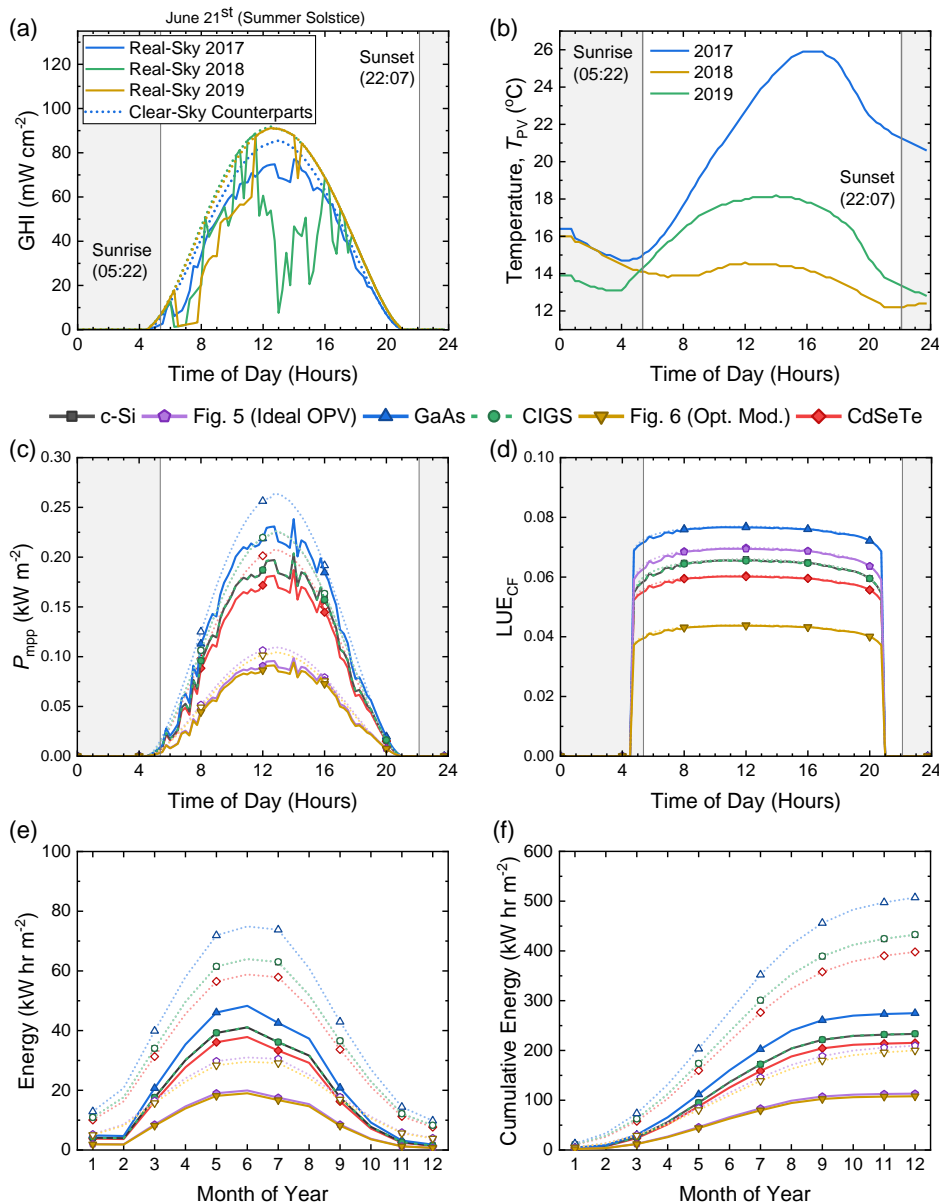 June 21st (Summer Solstice)
(a)
Real-Sky 2017
Real-Sky 2018
Real-Sky 2019
Clear-Sky Counterparts
Sunset
(22:07)
Sunrise
(05:22)
120
100
80
60
40
20
0
GHI (mW cm-2)
0 4 8 12 16 20 24
Time of Day (Hours)
(b)
Sunrise
(05:22)
2017
2018
2019
Sunset
(22:07)
26
24
22
20
18
16
14
12
Temperature, TPV (oC)
0 4 8 12 16 20 24
Time of Day (Hours)
c-Si Fig. 5 (Ideal OPV) GaAs CIGS Fig. 6 (Opt. Mod.) CdSeTe
(c)
0.30
0.25
0.20
0.15
0.10
0.05
0.00
Pmpp (kW m-2)
0 4 8 12 16 20 24
Time of Day (Hours)
(d)
0.10
0.08
0.06
0.04
0.02
0.00
LUECF
0 4 8 12 16 20 24
Time of Day (Hours)
(e)
100
80
60
40
20
0
Energy (kW hr m-2)
1 2 3 4 5 6 7 8 9 10 11 12
Month of Year
(f)
600
500
400
300
200
100
0
Cumulative Energy (kW hr m-2)
1 2 3 4 5 6 7 8 9 10 11 12
Month of Year